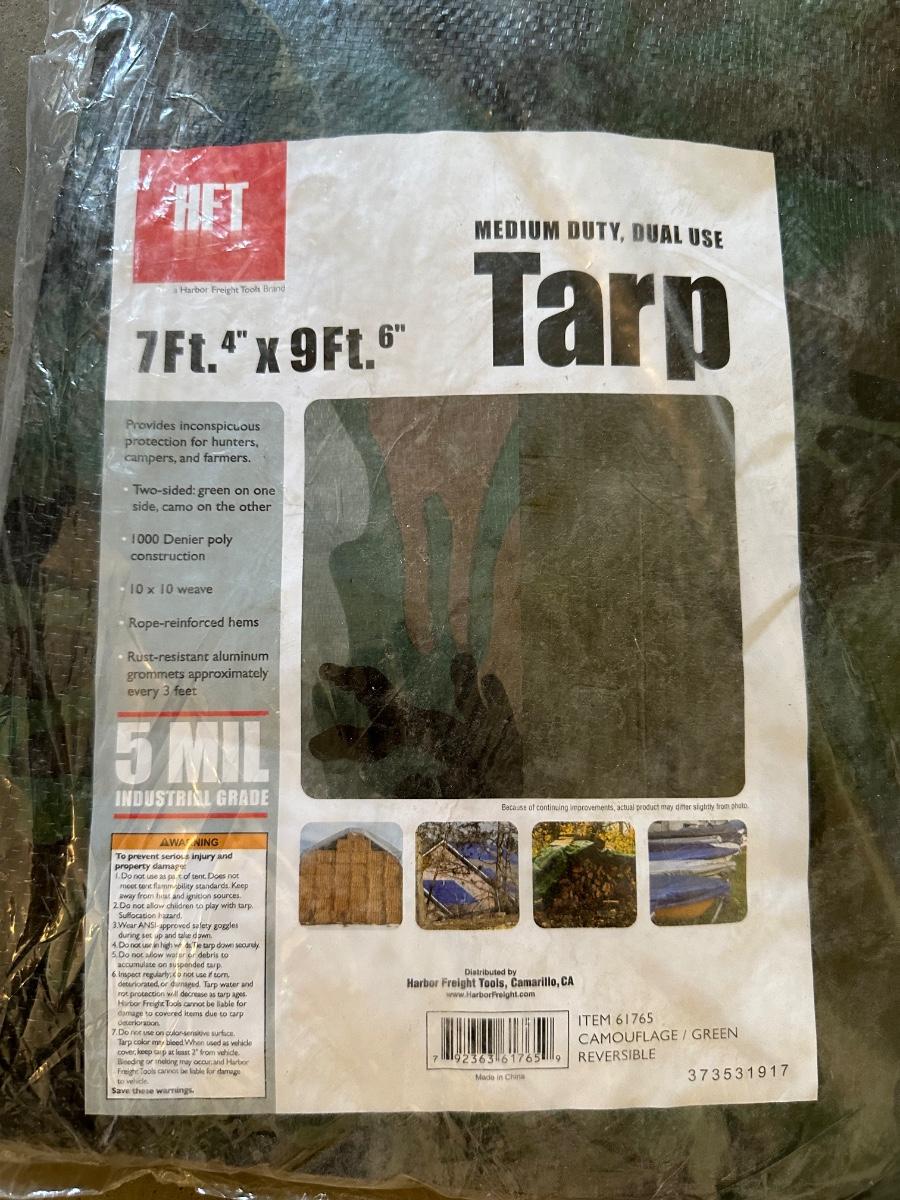 HFT
a Harbor Freight Tools Brand
MEDIUM DUTY, DUAL USE
Tarp
7Ft.4" x 9Ft.6"
Provides inconspicuous
protection for hunters,
campers, and farmers.
· Two-sided: green on one
side, camo on the other
· 1000 Denier poly
construction
· 10 x 10 weave
· Rope-reinforced hems
· Rust-resistant aluminum
grommets approximately
every 3 feet
5 MIL
INDUSTRIAL GRADE
Because of continuing improvements, actual product may differ slightly from photo.
⚠WARNING
To prevent serious injury and
property damage:
1. Do not use as part of tent. Does not
meet tent flammability standards. Keep
away from heat and ignition sources.
2. Do not allow children to play with tarp.
Suffocation hazard.
3. Wear ANSI-approved safety goggles
during set up and take down.
4. Do not use in high winds. Tie tarp down securely.
5. Do not allow water or debris to
accumulate on suspended tarp.
6. Inspect regularly; do not use if torn,
deteriorated, or damaged. Tarp water and
rot protection will decrease as tarp ages.
Harbor Freight Tools cannot be liable for
damage to covered items due to tarp
deterioration.
7. Do not use on color-sensitive surface.
Tarp color may bleed. When used as vehicle
cover, keep tarp at least 2" from vehicle.
Bleeding or melting may occur, and Harbor
Freight Tools cannot be liable for damage
to vehicle.
Save these warnings.
Distributed by
Harbor Freight Tools, Camarillo, CA
www.HarborFreight.com
7 92363 61765 9
Made in China
ITEM 61765
CAMOUFLAGE / GREEN
REVERSIBLE
373531917